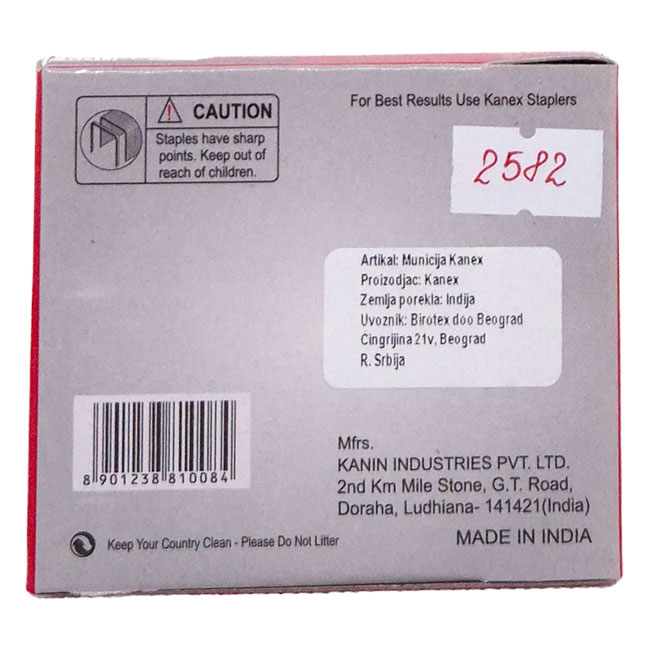 CAUTION
Staples have sharp
points. Keep out of
reach of children.
For Best Results Use Kanex Staplers
2582
Artikal: Municija Kanex
Proizodjac: Kanex
Zemlja porekla: Indija
Uvoznik: Birotex doo Beograd
Čingrijina 21v, Beograd
R. Srbija
8 901238 810084
Mfrs.
KANIN INDUSTRIES PVT. LTD.
2nd Km Mile Stone, G.T. Road,
Doraha, Ludhiana- 141421(India)
Keep Your Country Clean - Please Do Not Litter
MADE IN INDIA